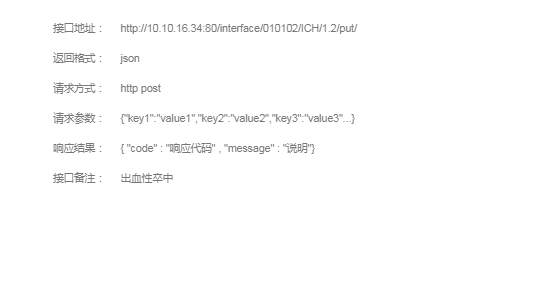 接口地址： http://10.10.16.34:80/interface/010102/ICH/1.2/put/
返回格式： json
请求方式： http post
请求参数： {"key1":"value1","key2":"value2","key3":"value3"...}
响应结果： { "code" : "响应代码" , "message" : "说明"}
接口备注： 出血性卒中